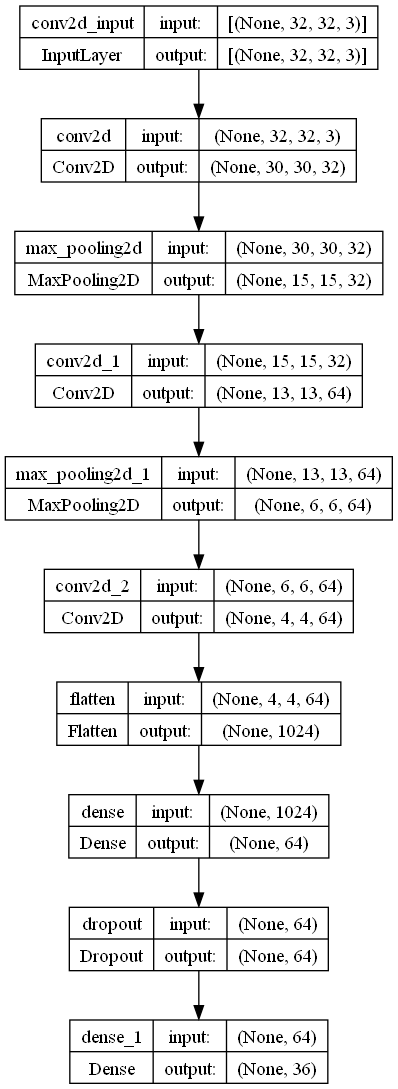 conv2d_input input: [(None, 32, 32, 3)]
InputLayer output: [(None, 32, 32, 3)]
conv2d input: (None, 32, 32, 3)
Conv2D output: (None, 30, 30, 32)
max_pooling2d input: (None, 30, 30, 32)
MaxPooling2D output: (None, 15, 15, 32)
conv2d_1 input: (None, 15, 15, 32)
Conv2D output: (None, 13, 13, 64)
max_pooling2d_1 input: (None, 13, 13, 64)
MaxPooling2D output: (None, 6, 6, 64)
conv2d_2 input: (None, 6, 6, 64)
Conv2D output: (None, 4, 4, 64)
flatten input: (None, 4, 4, 64)
Flatten output: (None, 1024)
dense input: (None, 1024)
Dense output: (None, 64)
dropout input: (None, 64)
Dropout output: (None, 64)
dense_1 input: (None, 64)
Dense output: (None, 36)